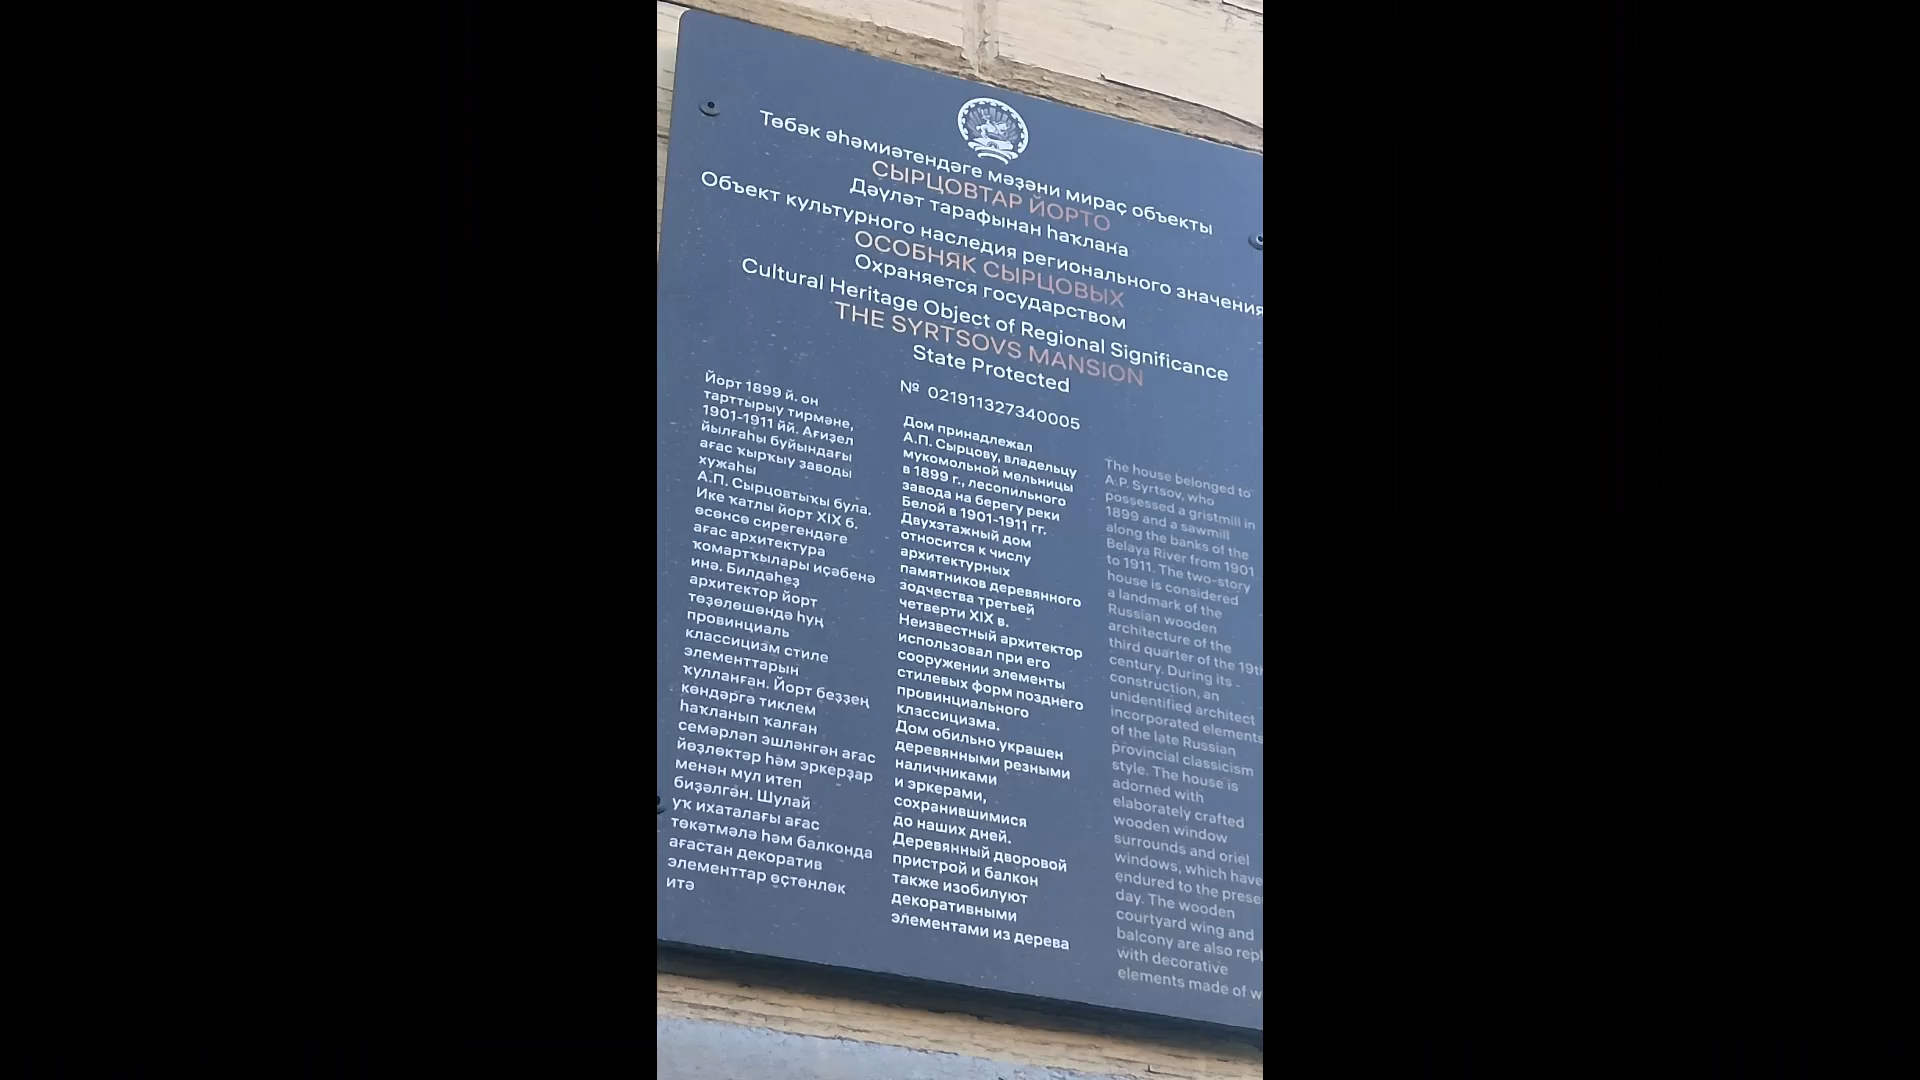 Төбәк әһәмиәтендәге мәҙәни мираҫ объекты
СЫРЦОВТАР ЙОРТО
Дәүләт тарафынан һаҡлана
Объект культурного наследия регионального значения
ОСОБНЯК СЫРЦОВЫХ
Охраняется государством
Cultural Heritage Object of Regional Significance
THE SYRTSOVS MANSION
State Protected
№ 021911327340005
Йорт 1899 й. он
тарттырыу тирмәне,
1901-1911 йй. Ағиҙел
йылғаһы буйындағы
ағас ҡырҡыу заводы
хужаһы
А.П. Сырцовтыҡы була.
Ике ҡатлы йорт XIX б.
өсөнсө сирегендәге
ағас архитектура
ҡомартҡылары иҫәбенә
инә. Билдәһеҙ
архитектор йорт
төҙөлөшөндә һуң
провинциаль
классицизм стиле
элементтарын
ҡулланған. Йорт беҙҙең
көндәргә тиклем
һаҡланып ҡалған
семәрләп эшләнгән ағас
йөҙлөктәр һәм эркерҙар
менән мул итеп
биҙәлгән. Шулай
уҡ ихаталағы ағас
төкәтмәлә һәм балконда
ағастан декоратив
элементтар өҫтөнлөк
итә
Дом принадлежал
А.П. Сырцову, владельцу
мукомольной мельницы
в 1899 г., лесопильного
завода на берегу реки
Белой в 1901-1911 гг.
Двухэтажный дом
относится к числу
архитектурных
памятников деревянного
зодчества третьей
четверти XIX в.
Неизвестный архитектор
использовал при его
сооружении элементы
стилевых форм позднего
провинциального
классицизма.
Дом обильно украшен
деревянными резными
наличниками
и эркерами,
сохранившимися
до наших дней.
Деревянный дворовой
пристрой и балкон
также изобилуют
декоративными
элементами из дерева
The house belonged to
A.P. Syrtsov, who
possessed a gristmill in
1899 and a sawmill
along the banks of the
Belaya River from 1901
to 1911. The two-story
house is considered
a landmark of the
Russian wooden
architecture of the
third quarter of the 19th
century. During its
construction, an
unidentified architect
incorporated elements
of the late Russian
provincial classicism
style. The house is
adorned with
elaborately crafted
wooden window
surrounds and oriel
windows, which have
endured to the
day. The wooden
courtyard wing and
balcony are also
with decorative
elements made of